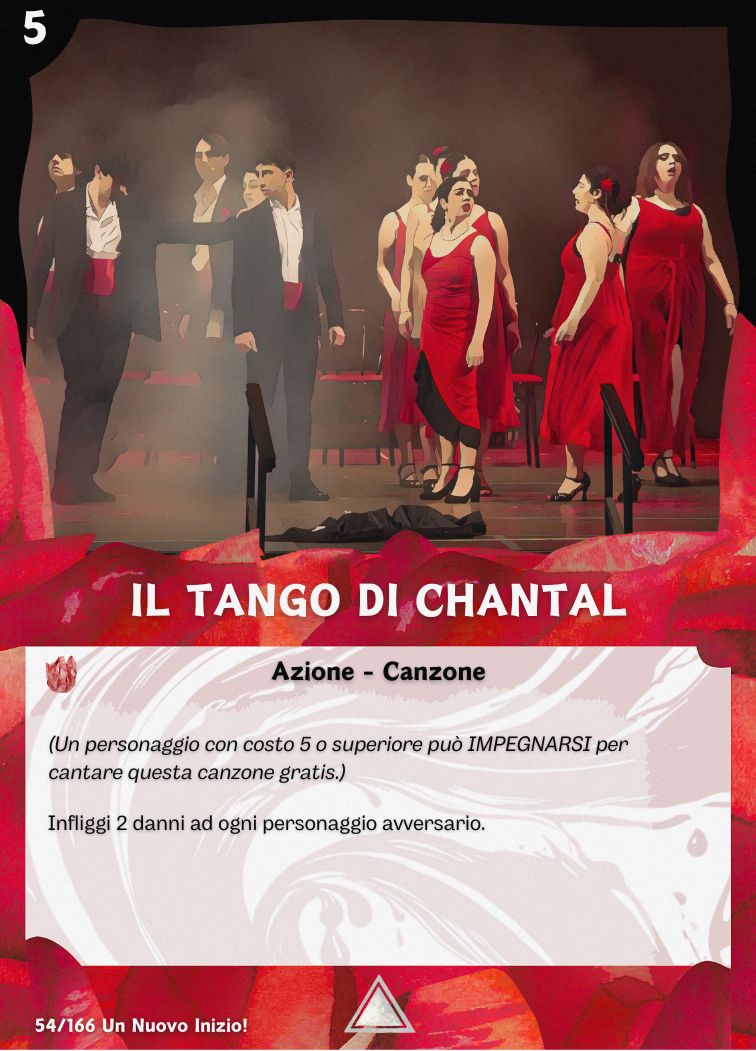 5
IL TANGO DI CHANTAL
Azione - Canzone
(Un personaggio con costo 5 o superiore può IMPEGNARSI per
cantare questa canzone gratis.)
Infliggi 2 danni ad ogni personaggio avversario.
54/166 Un Nuovo Inizio!